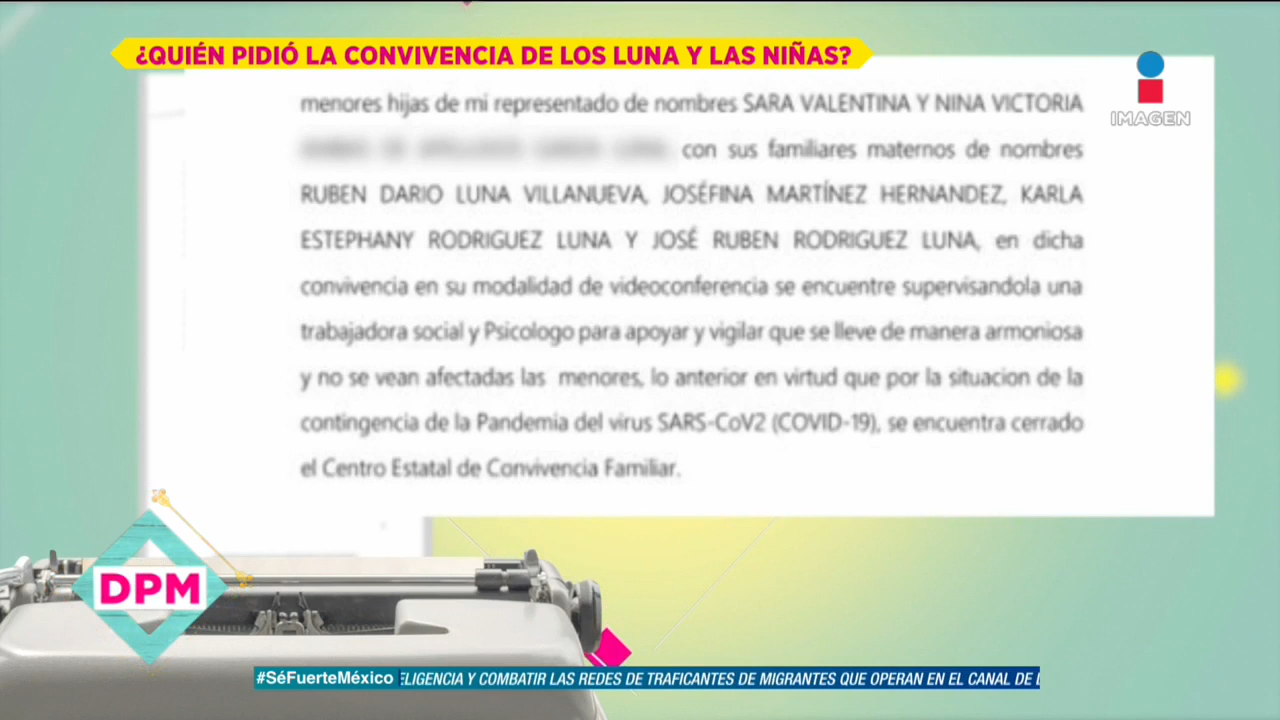 ¿QUIÉN PIDIÓ LA CONVIVENCIA DE LOS LUNA Y LAS NIÑAS?
IMAGEN
menores hijas de mi representado de nombres SARA VALENTINA Y NINA VICTORIA
con sus familiares maternos de nombres
RUBEN DARIO LUNA VILLANUEVA, JOSÉFINA MARTÍNEZ HERNANDEZ, KARLA
ESTEPHANY RODRIGUEZ LUNA Y JOSÉ RUBEN RODRIGUEZ LUNA, en dicha
convivencia en su modalidad de videoconferencia se encuentre supervisandola una
trabajadora social y Psicologo para apoyar y vigilar que se lleve de manera armoniosa
y no se vean afectadas las menores, lo anterior en virtud que por la situacion de la
contingencia de la Pandemia del virus SARS-CoV2 (COVID-19), se encuentra cerrado
el Centro Estatal de Convivencia Familiar.
DPM
#SéFuerteMéxico ELIGENCIA Y COMBATIR LAS REDES DE TRAFICANTES DE MIGRANTES QUE OPERAN EN EL CANAL DE